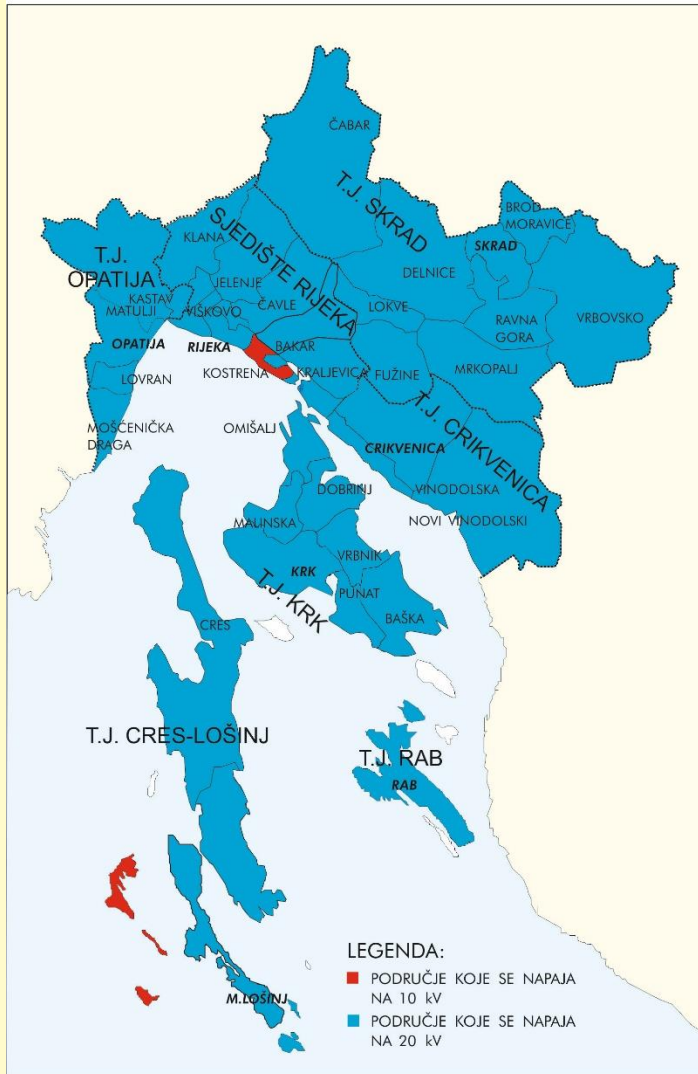 ČABAR
T.J. SKRAD
BROD
MORAVICE
SKRAD
SJEDIŠTE RIJEKA
KLANA
T.J.
OPATIJA
DELNICE
JELENJE
KASTAV
ČAVLE
LOKVE
MATULJI
VIŠKOVO
RAVNA
GORA
VRBOVSKO
OPATIJA
RIJEKA
BAKAR
MRKOPALJ
KOSTRENA
KRALJEVICA
FUŽINE
LOVRAN
T.J. CRIKVENICA
MOŠĆENIČKA
DRAGA
OMIŠALJ
CRIKVENICA
DOBRINJ
VINODOLSKA
MALINSKA
NOVI VINODOLSKI
VRBNIK
KRK
T.J. KRK
PUNAT
BAŠKA
CRES
T.J. CRES-LOŠINJ
T.J. RAB
RAB
M.LOŠINJ
LEGENDA:
PODRUČJE KOJE SE NAPAJA
NA 10 kV
PODRUČJE KOJE SE NAPAJA
NA 20 kV